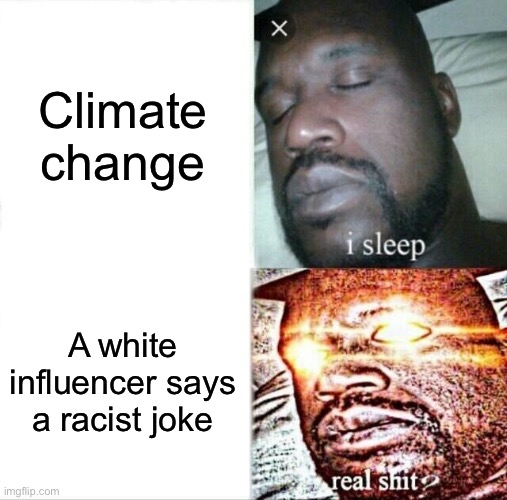 Climate
change
i sleep
A white
influencer says
a racist joke
real shit?
imgflip.com